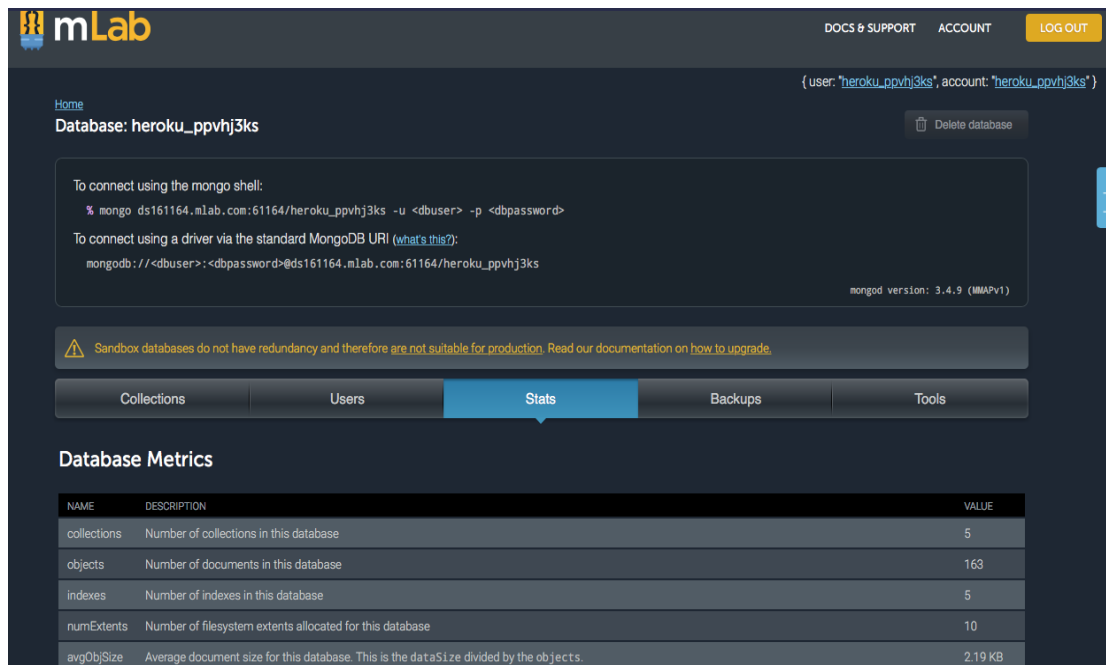 mLab
DOCS & SUPPORT ACCOUNT LOG OUT
{ user: "heroku_ppvhj3ks", account: "heroku_ppvhj3ks" }
Home
Database: heroku_ppvhj3ks
Delete database
To connect using the mongo shell:
% mongo ds161164.mlab.com:61164/heroku_ppvhj3ks -u <dbuser> -p <dbpassword>
To connect using a driver via the standard MongoDB URI (what's this?):
mongodb://<dbuser>:<dbpassword>@ds161164.mlab.com:61164/heroku_ppvhj3ks
mongod version: 3.4.9 (MMAPv1)
Sandbox databases do not have redundancy and therefore are not suitable for production. Read our documentation on how to upgrade.
Collections Users Stats Backups Tools
Database Metrics
NAME DESCRIPTION VALUE
collections Number of collections in this database 5
objects Number of documents in this database 163
indexes Number of indexes in this database 5
numExtents Number of filesystem extents allocated for this database 10
avgObjSize Average document size for this database. This is the dataSize divided by the objects. 2.19 KB